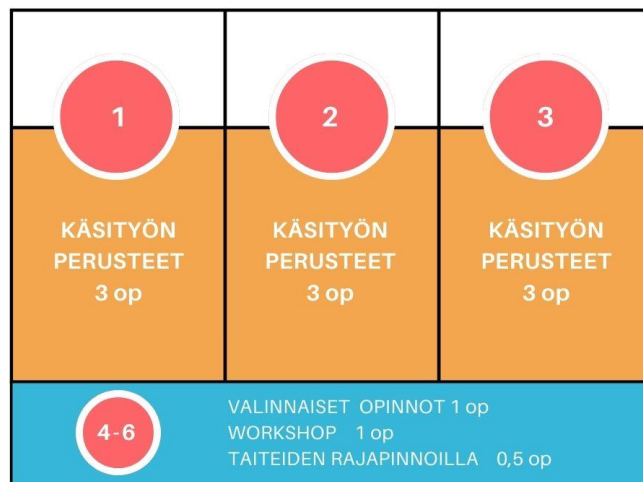 1
2
3
KÄSITYÖN
PERUSTEET
3 op
KÄSITYÖN
PERUSTEET
3 op
KÄSITYÖN
PERUSTEET
3 op
4-6
VALINNAISET OPINNOT 1 op
WORKSHOP 1 op
TAITEIDEN RAJAPINNOILLA 0,5 op